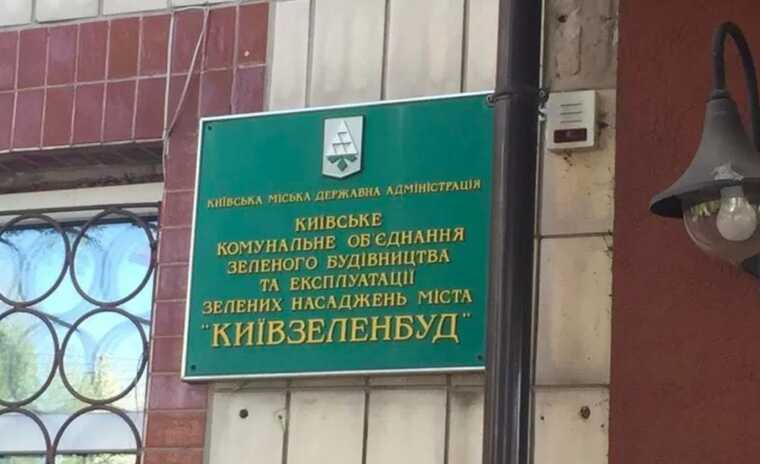 КИЇВСЬКА МІСЬКА ДЕРЖАВНА АДМІНІСТРАЦІЯ
КИЇВСЬКЕ
КОМУНАЛЬНЕ ОБ'ЄДНАННЯ
ЗЕЛЕНОГО БУДІВНИЦТВА
ТА ЕКСПЛУАТАЦІЇ
ЗЕЛЕНИХ НАСАДЖЕНЬ МІСТА
"КИЇВЗЕЛЕНБУД"